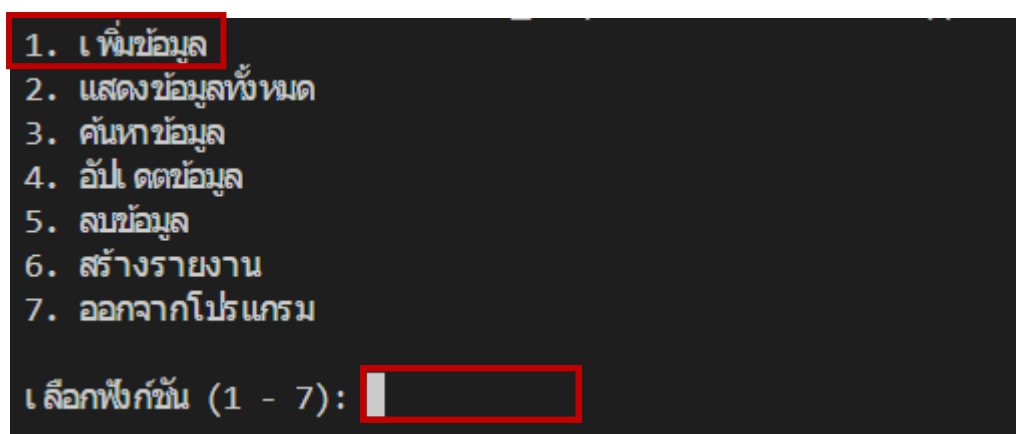 1. เพิ่มข้อมูล
2. แสดงข้อมูลทั้งหมด
3. ค้นหาข้อมูล
4. อัปเดตข้อมูล
5. ลบข้อมูล
6. สร้างรายงาน
7. ออกจากโปรแกรม
เลือกฟังก์ชัน (1 - 7):